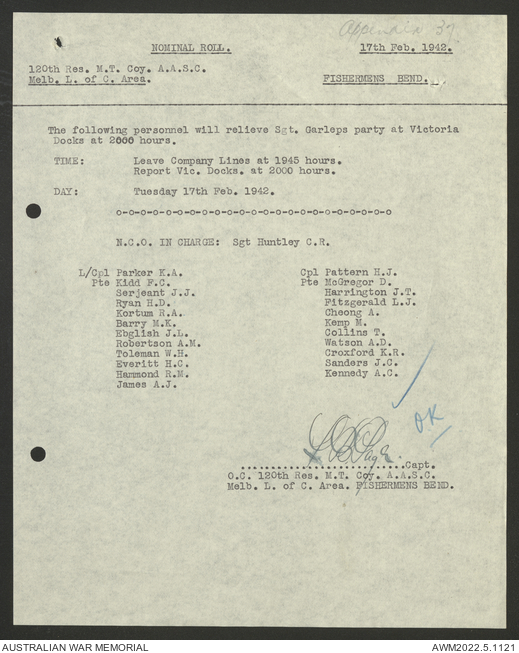 Appendix 37.
NOMINAL ROLL.
17th Feb. 1942.
120th Res. M.T. Coy. A.A.S.C.
Melb. L. of C. Area.
FISHERMENS BEND.
The following personnel will relieve Sgt. Garleps party at Victoria
Docks at 2000 hours.
TIME: Leave Company Lines at 1945 hours.
Report Vic. Docks. at 2000 hours.
DAY: Tuesday 17th Feb. 1942.
o-o-o-o-o-o-o-o-o-o-o-o-o-o-o-o-o-o-o-o-o-o-o
N.C.O. IN CHARGE: Sgt Huntley C.R.
L/Cpl Parker K.A.
Pte Kidd F.C.
Serjeant J.J.
Ryan H.D.
Kortum R.A.
Barry M.K.
Ebglish J.L.
Robertson A.M.
Toleman W.H.
Everitt H.C.
Hammond R.M.
James A.J.
Cpl Pattern H.J.
Pte McGregor D.
Harrington J.T.
Fitzgerald L.J.
Cheong A.
Kemp M.
Collins T.
Watson A.D.
Croxford K.R.
Sanders J.C.
Kennedy A.C.
OK
...........................Capt.
O.C. 120th Res. M.T. Coy. A.A.S.C.
Melb. L. of C. Area. FISHERMENS BEND.
AUSTRALIAN WAR MEMORIAL
AWM2022.5.1121